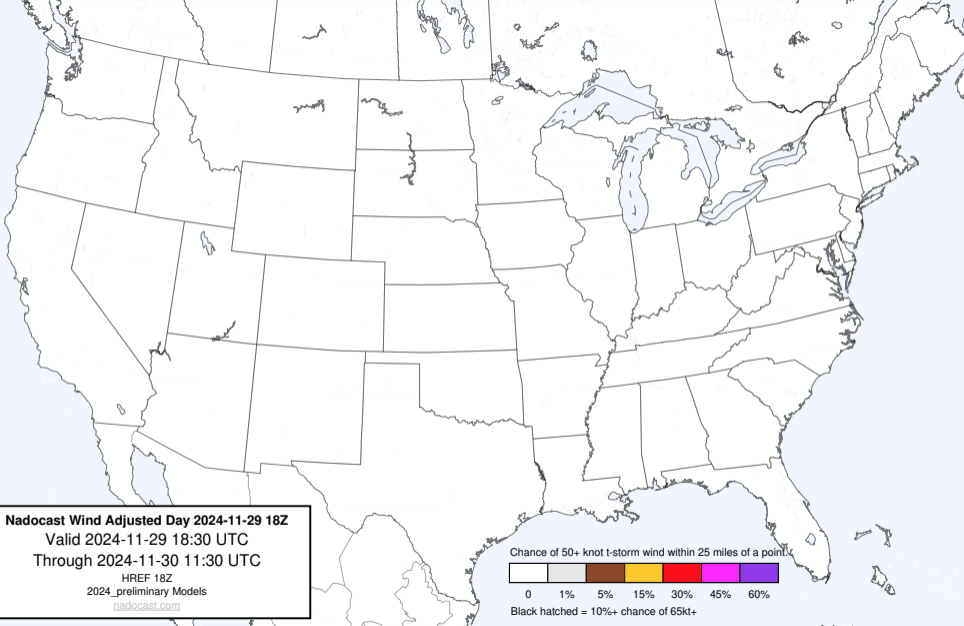 Nadocast Wind Adjusted Day 2024-11-29 18Z
Valid 2024-11-29 18:30 UTC
Through 2024-11-30 11:30 UTC
HREF 18Z
2024_preliminary Models
nadocast.com
Chance of 50+ knot t-storm wind within 25 miles of a point.
0 1% 5% 15% 30% 45% 60%
Black hatched = 10%+ chance of 65kt+